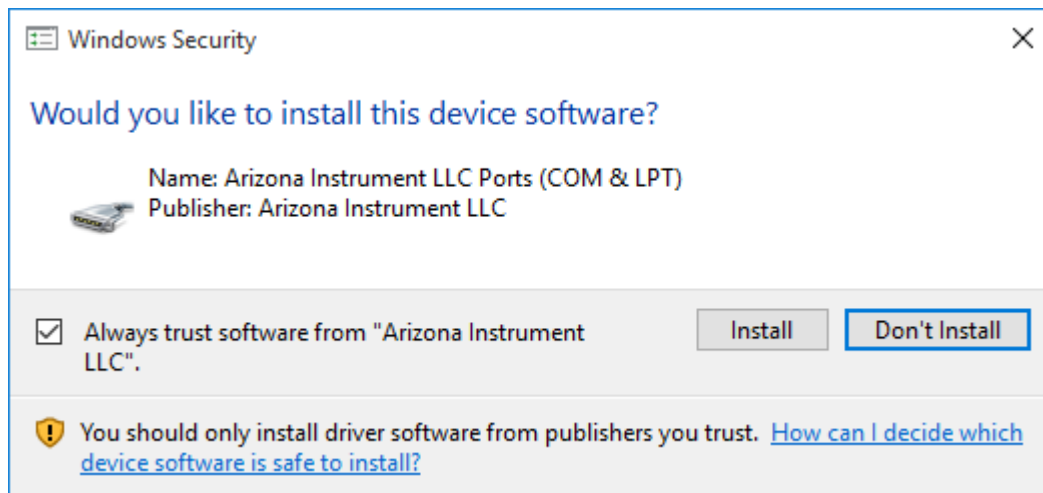 Windows Security
Would you like to install this device software?
Name: Arizona Instrument LLC Ports (COM & LPT)
Publisher: Arizona Instrument LLC
Always trust software from "Arizona Instrument
LLC".
Install
Don't Install
You should only install driver software from publishers you trust. How can I decide which
device software is safe to install?